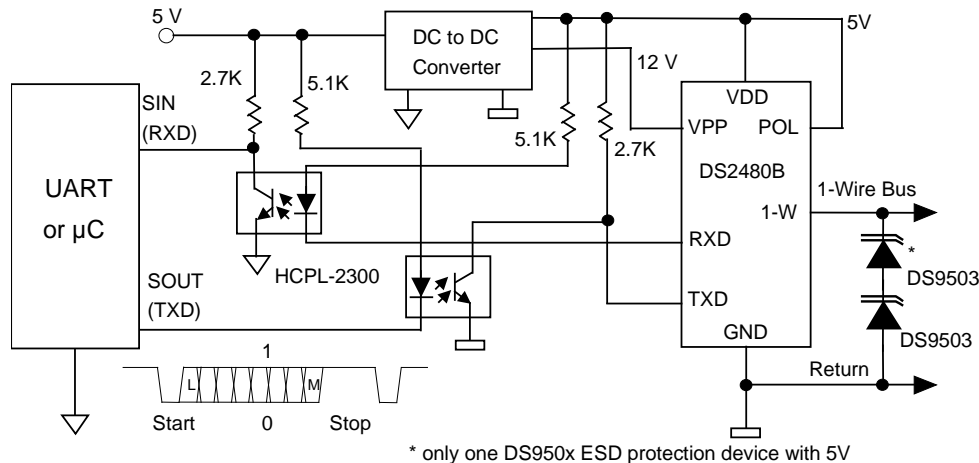 5 V
DC to DC
Converter
5V
12 V
2.7K
5.1K
SIN
(RXD)
5.1K
2.7K
VDD
VPP
POL
DS2480B
UART
or µC
1-Wire Bus
1-W
RXD
*
DS9503
HCPL-2300
SOUT
(TXD)
TXD
GND
DS9503
1
L
M
Return
Start
0
Stop
* only one DS950x ESD protection device with 5V